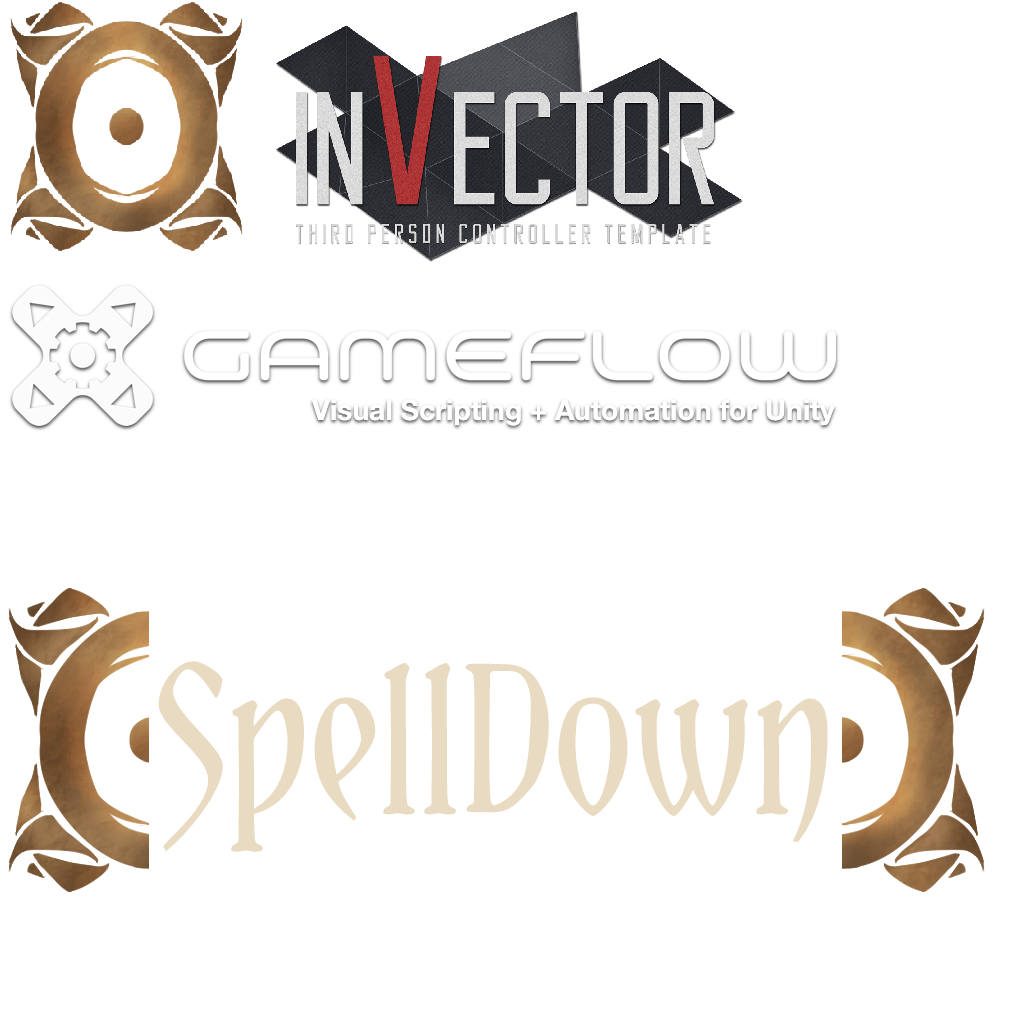 INVECTOR
THIRD PERSON CONTROLLER TEMPLATE
GAMEFLOW
Visual Scripting + Automation for Unity
SpellDown